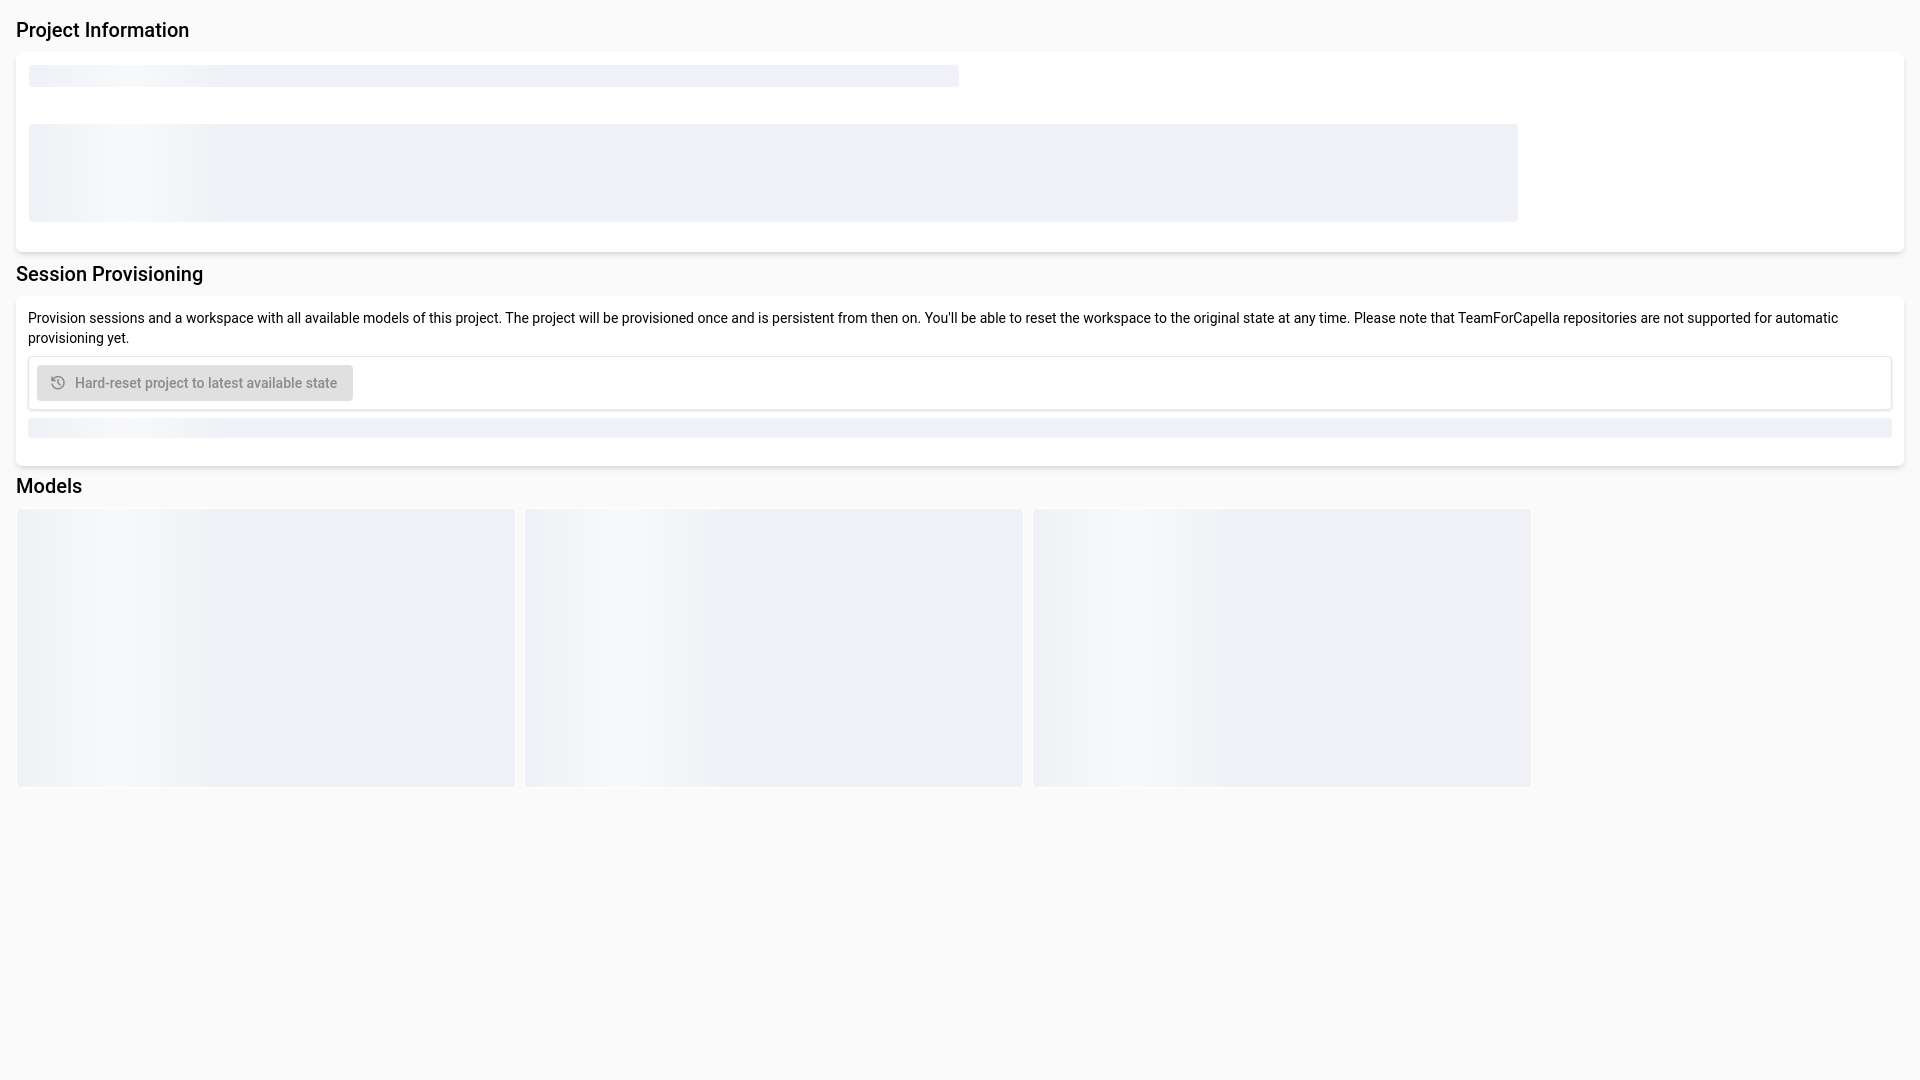 Project Information
Session Provisioning
Provision sessions and a workspace with all available models of this project. The project will be provisioned once and is persistent from then on. You'll be able to reset the workspace to the original state at any time. Please note that TeamForCapella repositories are not supported for automatic
provisioning yet.
Hard-reset project to latest available state
Models